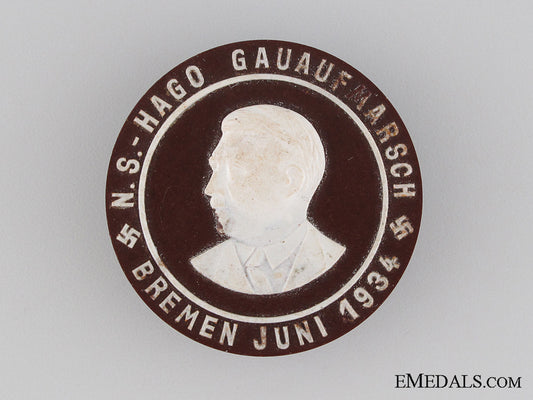 N.S.-HAGO GAUAUFMARSCH
BREMEN JUNI 1934
EMEDALS.COM